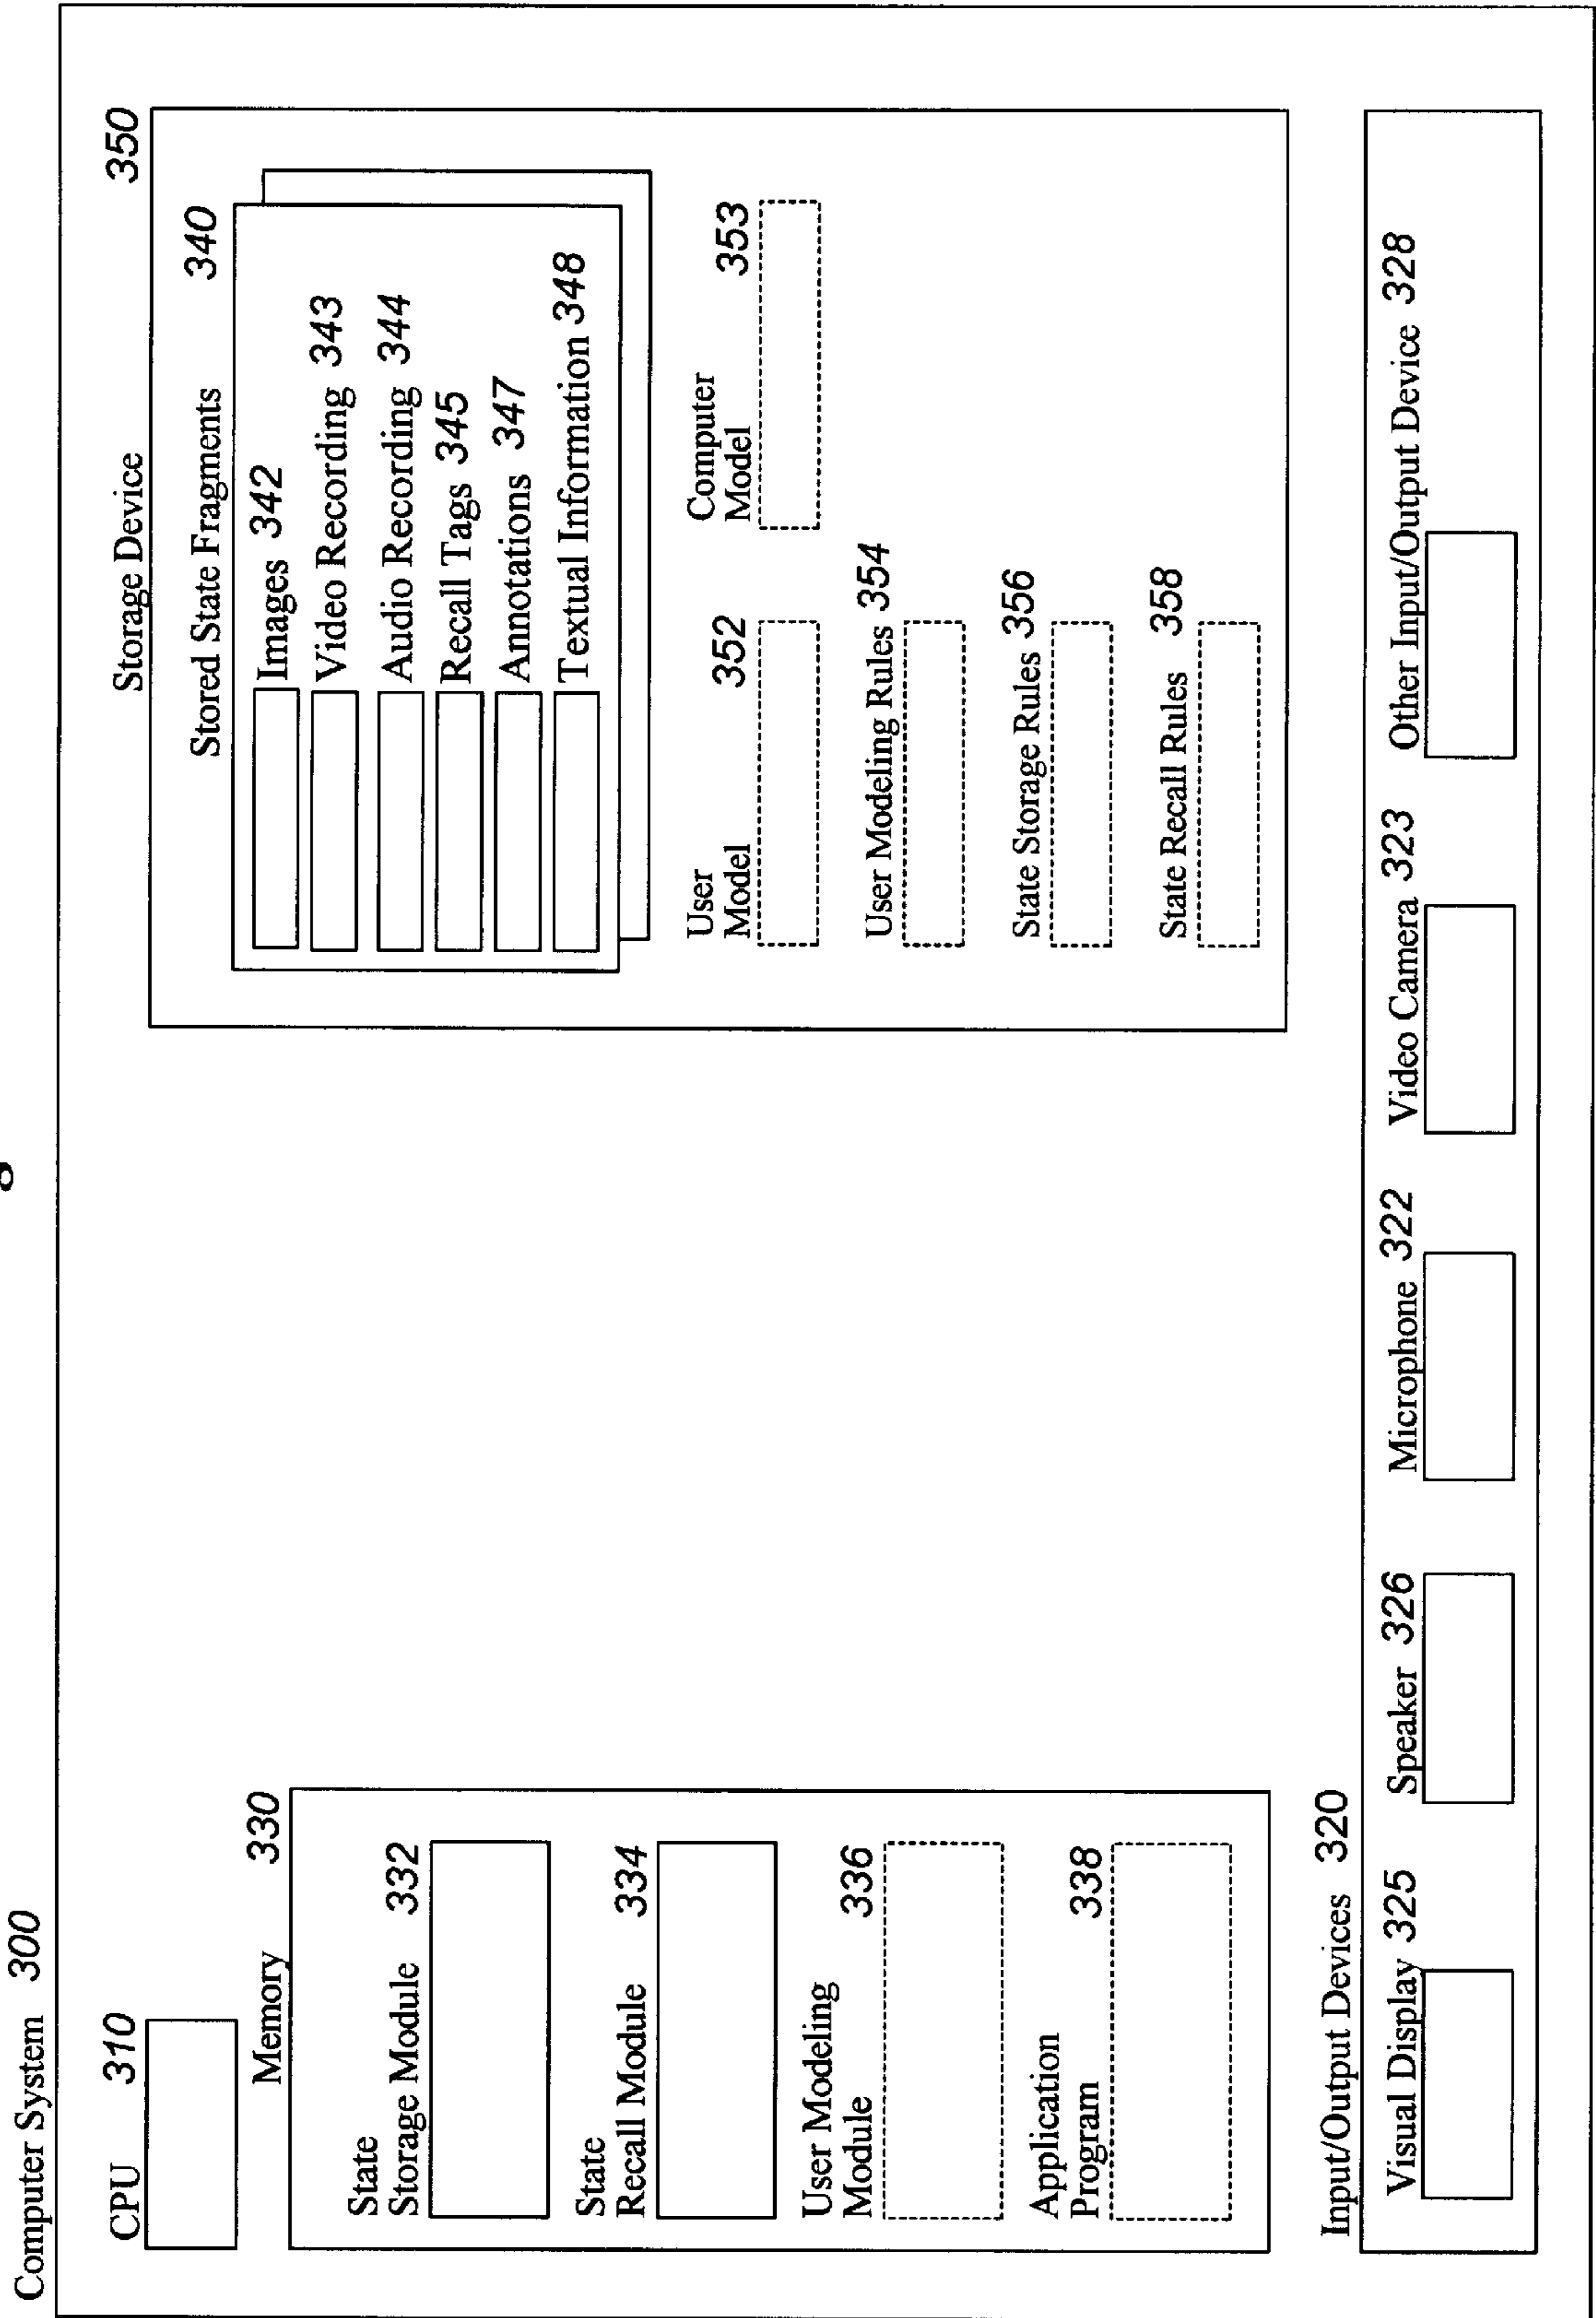 Computer System 300
CPU 310
Memory 330
State
Storage Module 332
State
Recall Module 334
User Modeling
Module 336
Application
Program 338
Storage Device 350
Stored State Fragments 340
Images 342
Video Recording 343
Audio Recording 344
Recall Tags 345
Annotations 347
Textual Information 348
User
Model 352
Computer
Model 353
User Modeling Rules 354
State Storage Rules 356
State Recall Rules 358
Input/Output Devices 320
Visual Display 325
Speaker 326
Microphone 322
Video Camera 323
Other Input/Output Device 328